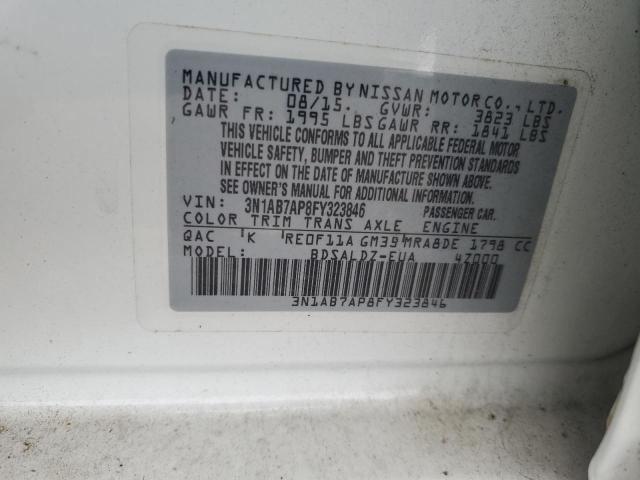 MANUFACTURED BY NISSAN MOTOR CO., LTD.
DATE: 08/15. GVWR: 3823 LBS
GAWR FR: 1995 LBS GAWR RR: 1841 LBS
THIS VEHICLE CONFORMS TO ALL APPLICABLE FEDERAL MOTOR
VEHICLE SAFETY, BUMPER AND THEFT PREVENTION STANDARDS
IN EFFECT ON THE DATE OF MANUFACTURE SHOWN ABOVE.
SEE OWNER'S MANUAL FOR ADDITIONAL INFORMATION.
VIN: 3N1AB7AP8FY323846 PASSENGER CAR.
COLOR TRIM TRANS AXLE ENGINE
QAC K RE0F11A GM39 MRA8DE 1798 CC
MODEL: BDSALDZ-EUA 4Z000
3N1AB7AP8FY323846